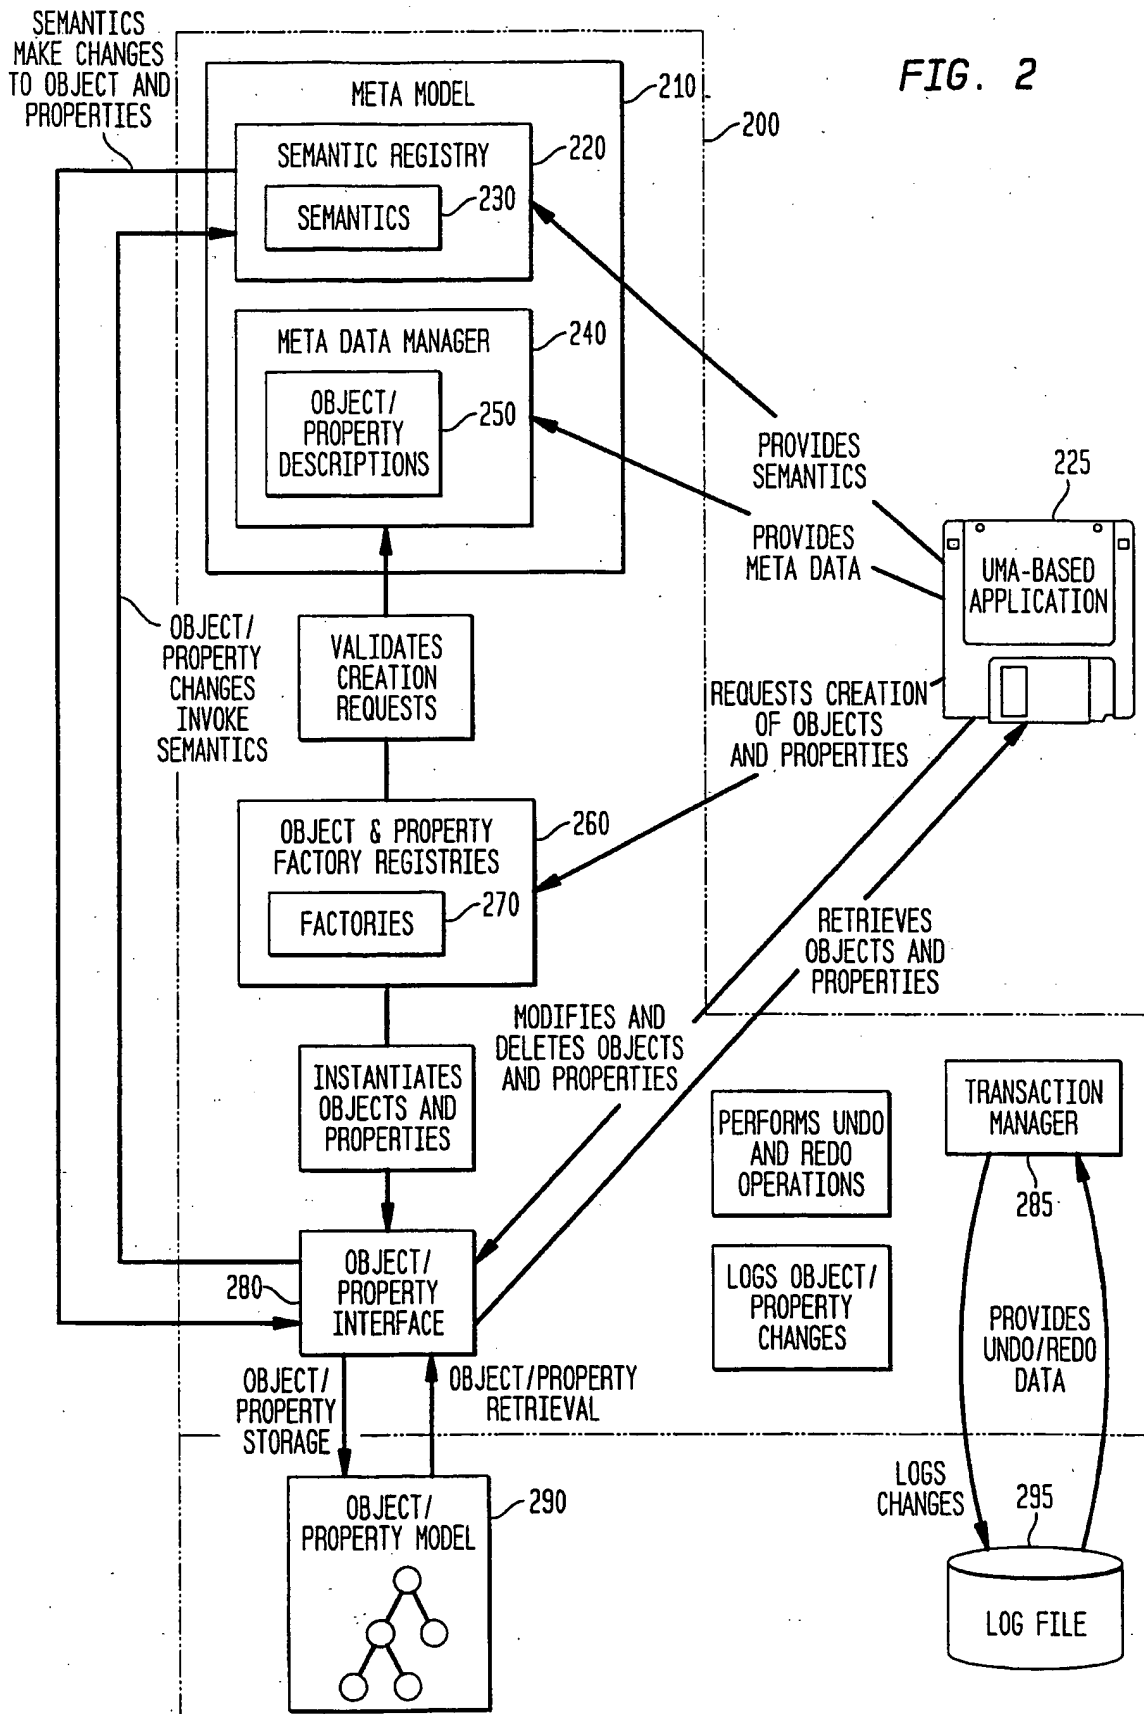 SEMANTICS
MAKE CHANGES
TO OBJECT AND
PROPERTIES
FIG. 2
META MODEL
210
200
SEMANTIC REGISTRY
220
SEMANTICS
230
META DATA MANAGER
240
OBJECT/
PROPERTY
DESCRIPTIONS
250
PROVIDES
SEMANTICS
PROVIDES
META DATA
225
UMA-BASED
APPLICATION
OBJECT/
PROPERTY
CHANGES
INVOKE
SEMANTICS
VALIDATES
CREATION
REQUESTS
REQUESTS CREATION
OF OBJECTS
AND PROPERTIES
OBJECT & PROPERTY
FACTORY REGISTRIES
260
FACTORIES
270
RETRIEVES
OBJECTS AND
PROPERTIES
MODIFIES AND
DELETES OBJECTS
AND PROPERTIES
INSTANTIATES
OBJECTS AND
PROPERTIES
PERFORMS UNDO
AND REDO
OPERATIONS
TRANSACTION
MANAGER
285
OBJECT/
PROPERTY
INTERFACE
280
LOGS OBJECT/
PROPERTY
CHANGES
PROVIDES
UNDO/REDO
DATA
OBJECT/
PROPERTY
STORAGE
OBJECT/PROPERTY
RETRIEVAL
OBJECT/
PROPERTY MODEL
290
LOGS
CHANGES
295
LOG FILE